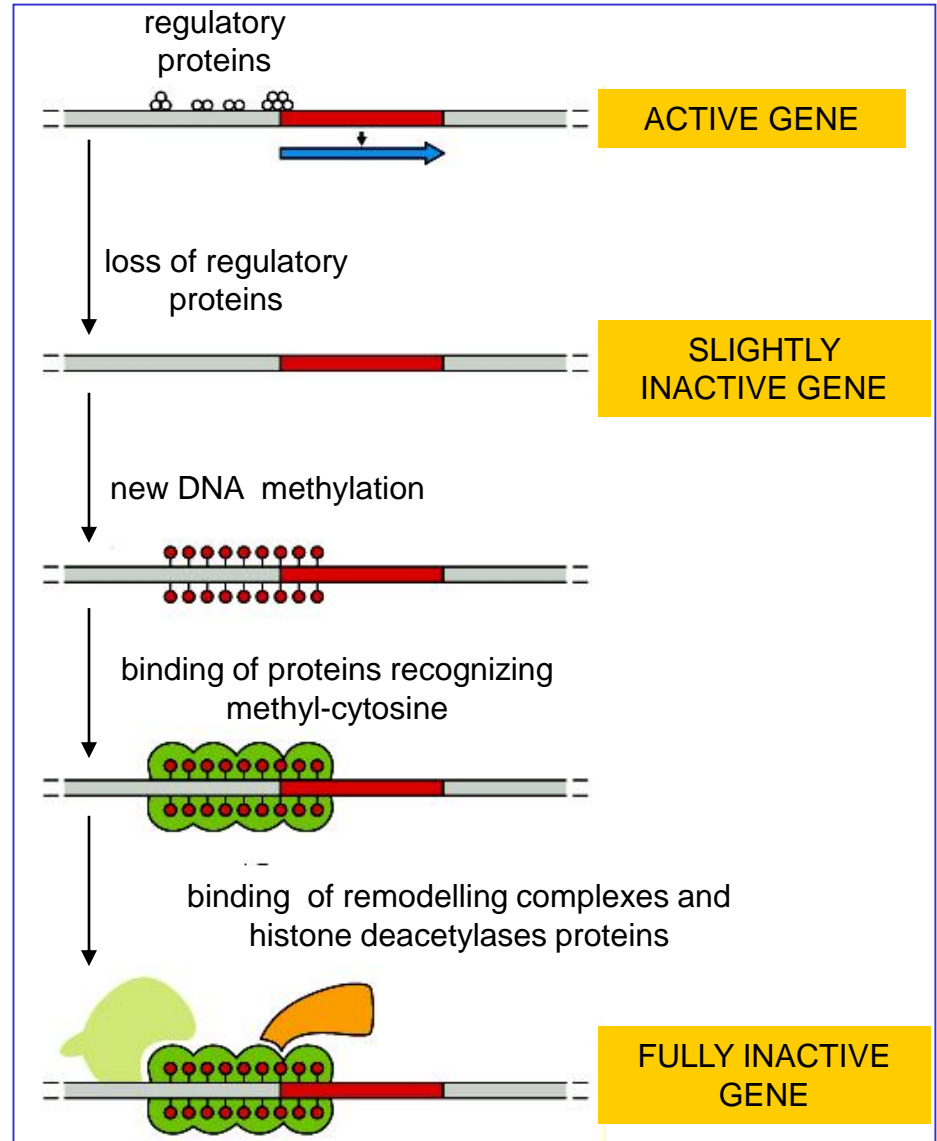 regulatory
proteins
ACTIVE GENE
loss of regulatory
proteins
SLIGHTLY
INACTIVE GENE
new DNA methylation
binding of proteins recognizing
methyl-cytosine
binding of remodelling complexes and
histone deacetylases proteins
FULLY INACTIVE
GENE